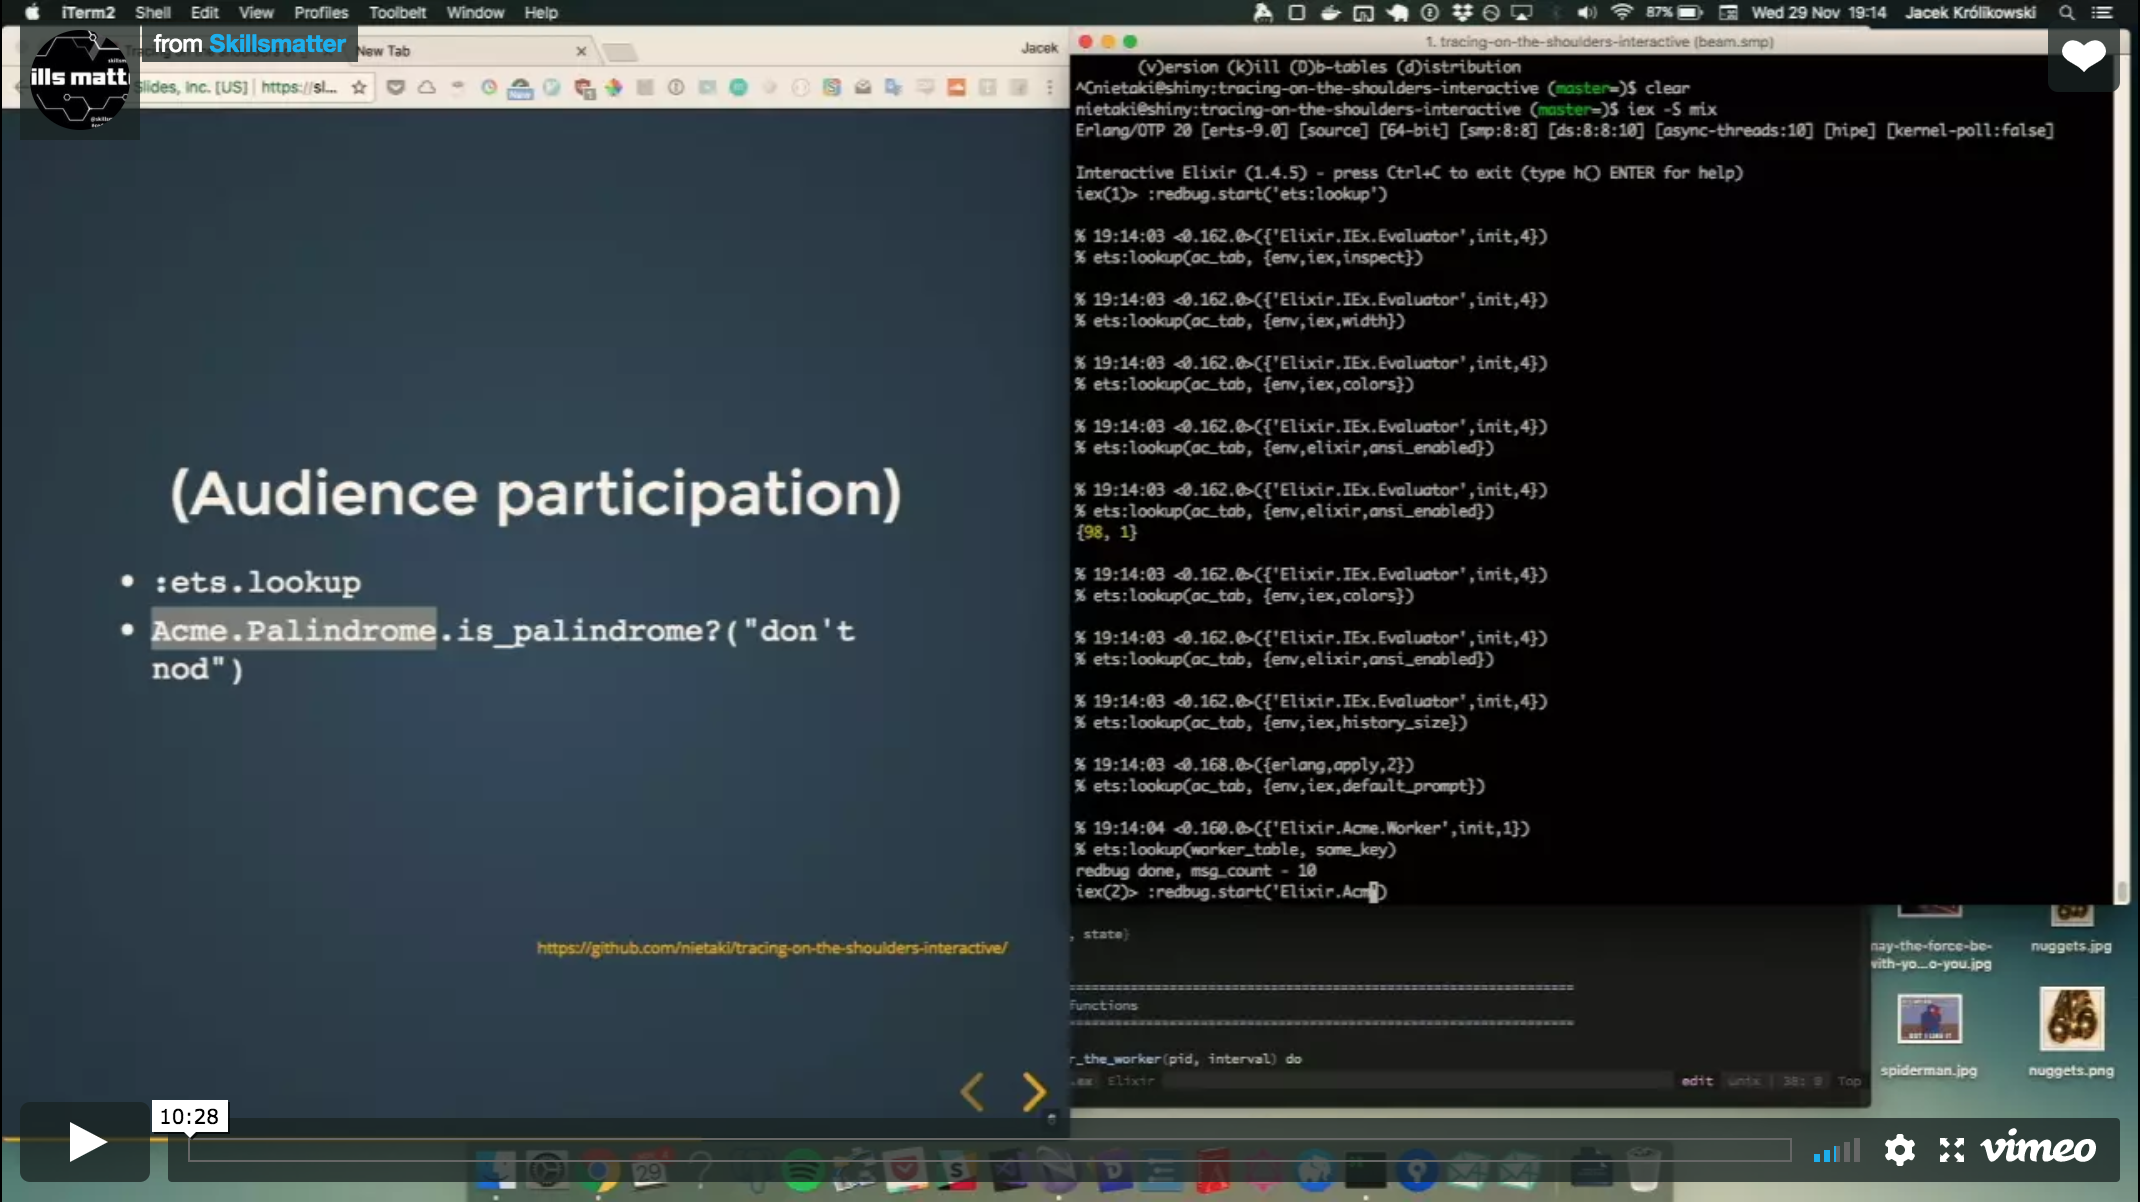 iTerm2 Shell Edit View Profiles Toolbelt Window Help
87% Wed 29 Nov 19:14 Jacek Królikowski
from Skillsmatter
ills matt
New Tab
Jacek
Slides, Inc. [US] https://sl...
(Audience participation)
• :ets.lookup
• Acme.Palindrome.is_palindrome?("don't
nod")
https://github.com/nietaki/tracing-on-the-shoulders-interactive/
1. tracing-on-the-shoulders-interactive (beam.smp)
(v)ersion (k)ill (D)b-tables (d)istribution
^Cnietaki@shiny:tracing-on-the-shoulders-interactive (master=)$ clear
nietaki@shiny:tracing-on-the-shoulders-interactive (master=)$ iex -S mix
Erlang/OTP 20 [erts-9.0] [source] [64-bit] [smp:8:8] [ds:8:8:10] [async-threads:10] [hipe] [kernel-poll:false]
Interactive Elixir (1.4.5) - press Ctrl+C to exit (type h() ENTER for help)
iex(1)> :redbug.start('ets:lookup')
% 19:14:03 <0.162.0>({'Elixir.IEx.Evaluator',init,4})
% ets:lookup(ac_tab, {env,iex,inspect})
% 19:14:03 <0.162.0>({'Elixir.IEx.Evaluator',init,4})
% ets:lookup(ac_tab, {env,iex,width})
% 19:14:03 <0.162.0>({'Elixir.IEx.Evaluator',init,4})
% ets:lookup(ac_tab, {env,iex,colors})
% 19:14:03 <0.162.0>({'Elixir.IEx.Evaluator',init,4})
% ets:lookup(ac_tab, {env,elixir,ansi_enabled})
% 19:14:03 <0.162.0>({'Elixir.IEx.Evaluator',init,4})
% ets:lookup(ac_tab, {env,elixir,ansi_enabled})
{98, 1}
% 19:14:03 <0.162.0>({'Elixir.IEx.Evaluator',init,4})
% ets:lookup(ac_tab, {env,iex,colors})
% 19:14:03 <0.162.0>({'Elixir.IEx.Evaluator',init,4})
% ets:lookup(ac_tab, {env,elixir,ansi_enabled})
% 19:14:03 <0.162.0>({'Elixir.IEx.Evaluator',init,4})
% ets:lookup(ac_tab, {env,iex,history_size})
% 19:14:03 <0.168.0>({erlang,apply,2})
% ets:lookup(ac_tab, {env,iex,default_prompt})
% 19:14:04 <0.160.0>({'Elixir.Acme.Worker',init,1})
% ets:lookup(worker_table, some_key)
redbug done, msg_count - 10
iex(2)> :redbug.start('Elixir.Acm')
, state}
functions
r_the_worker(pid, interval) do
Elixir edit unix | 38: 9 Top
may-the-force-be-
with-yo...o-you.jpg
nuggets.jpg
spiderman.jpg
nuggets.png
10:28
29
vimeo